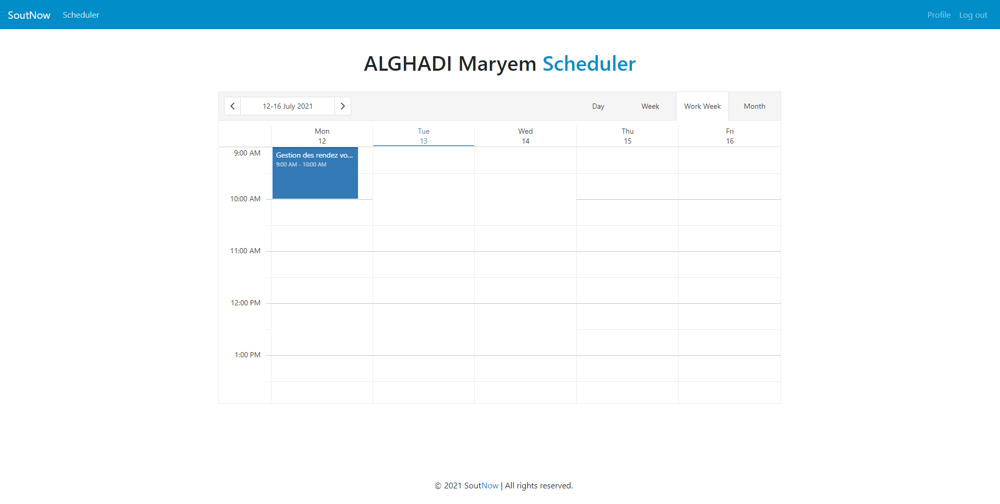 SoutNow Scheduler Profile Log out
ALGHADI Maryem Scheduler
12-16 July 2021 Day Week Work Week Month
Mon Tue Wed Thu Fri
12 13 14 15 16
9:00 AM
Gestion des rendez vo...
9:00 AM - 10:00 AM
10:00 AM
11:00 AM
12:00 PM
1:00 PM
© 2021 SoutNow | All rights reserved.